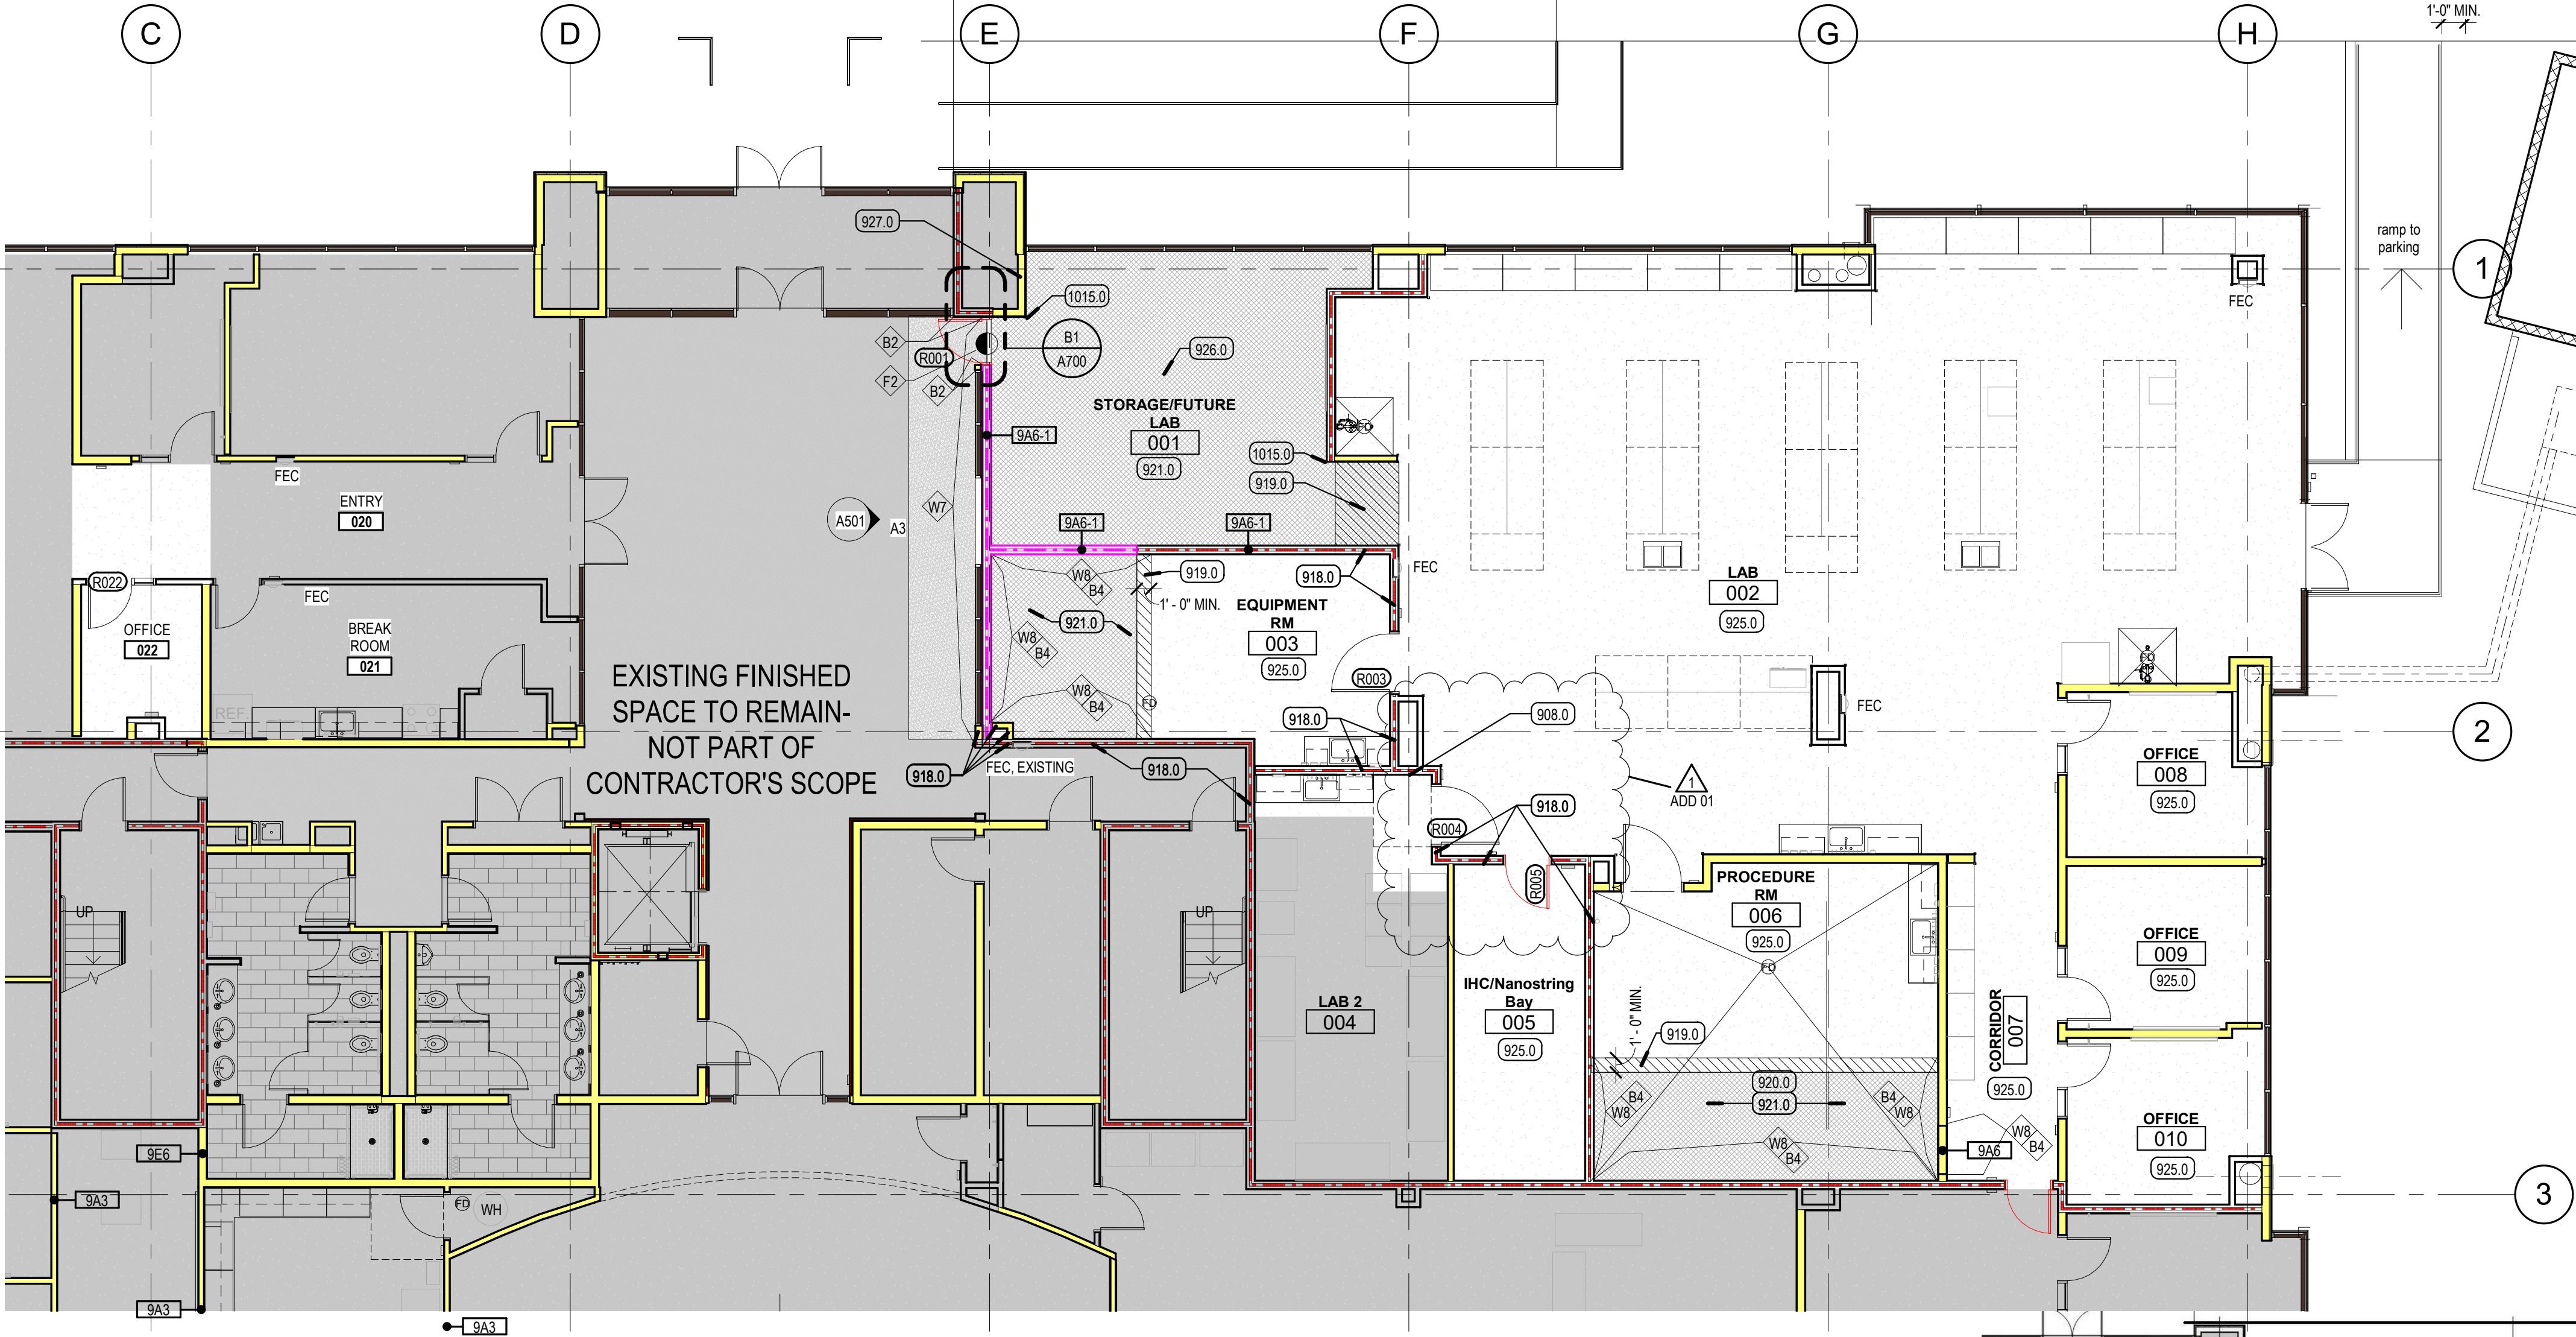 C
D
E
F
G
H
1'-0" MIN.
927.0
1015.0
ramp to
parking
1
FEC
B2
R001
F2
B2
B1
A700
926.0
STORAGE/FUTURE
LAB
001
921.0
9A6-1
1015.0
919.0
FD
FEC
ENTRY
020
W7
A501
A3
9A6-1
9A6-1
R022
FEC
OFFICE
022
BREAK
ROOM
021
REF
W8
B4
919.0
1' - 0" MIN.
918.0
FEC
EQUIPMENT
RM
003
925.0
921.0
W8
B4
W8
B4
FD
R003
LAB
002
925.0
FD
FEC
EXISTING FINISHED
SPACE TO REMAIN-
NOT PART OF
CONTRACTOR'S SCOPE
918.0
908.0
2
918.0
FEC, EXISTING
918.0
1
ADD 01
918.0
R004
OFFICE
008
925.0
R005
PROCEDURE
RM
006
925.0
FD
UP
UP
OFFICE
009
925.0
IHC/Nanostring
Bay
005
925.0
LAB 2
004
1' - 0" MIN.
919.0
920.0
921.0
B4
W8
B4
W8
W8
B4
CORRIDOR
007
925.0
W8
B4
9A6
OFFICE
010
925.0
9E6
9A3
FD
WH
3
9A3
9A3